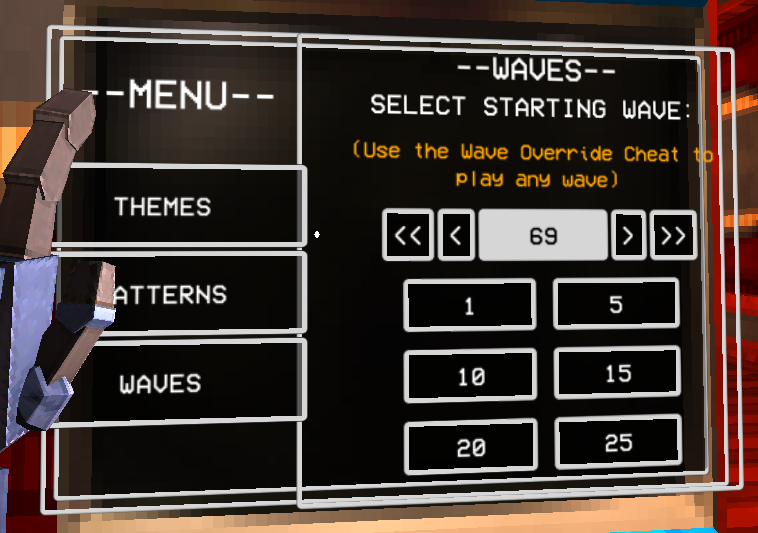 --MENU--
THEMES
ATTERNS
WAVES
--WAVES--
SELECT STARTING WAVE:
(Use the Wave Override Cheat to
play any wave)
<< < 69 > >>
1 5
10 15
20 25